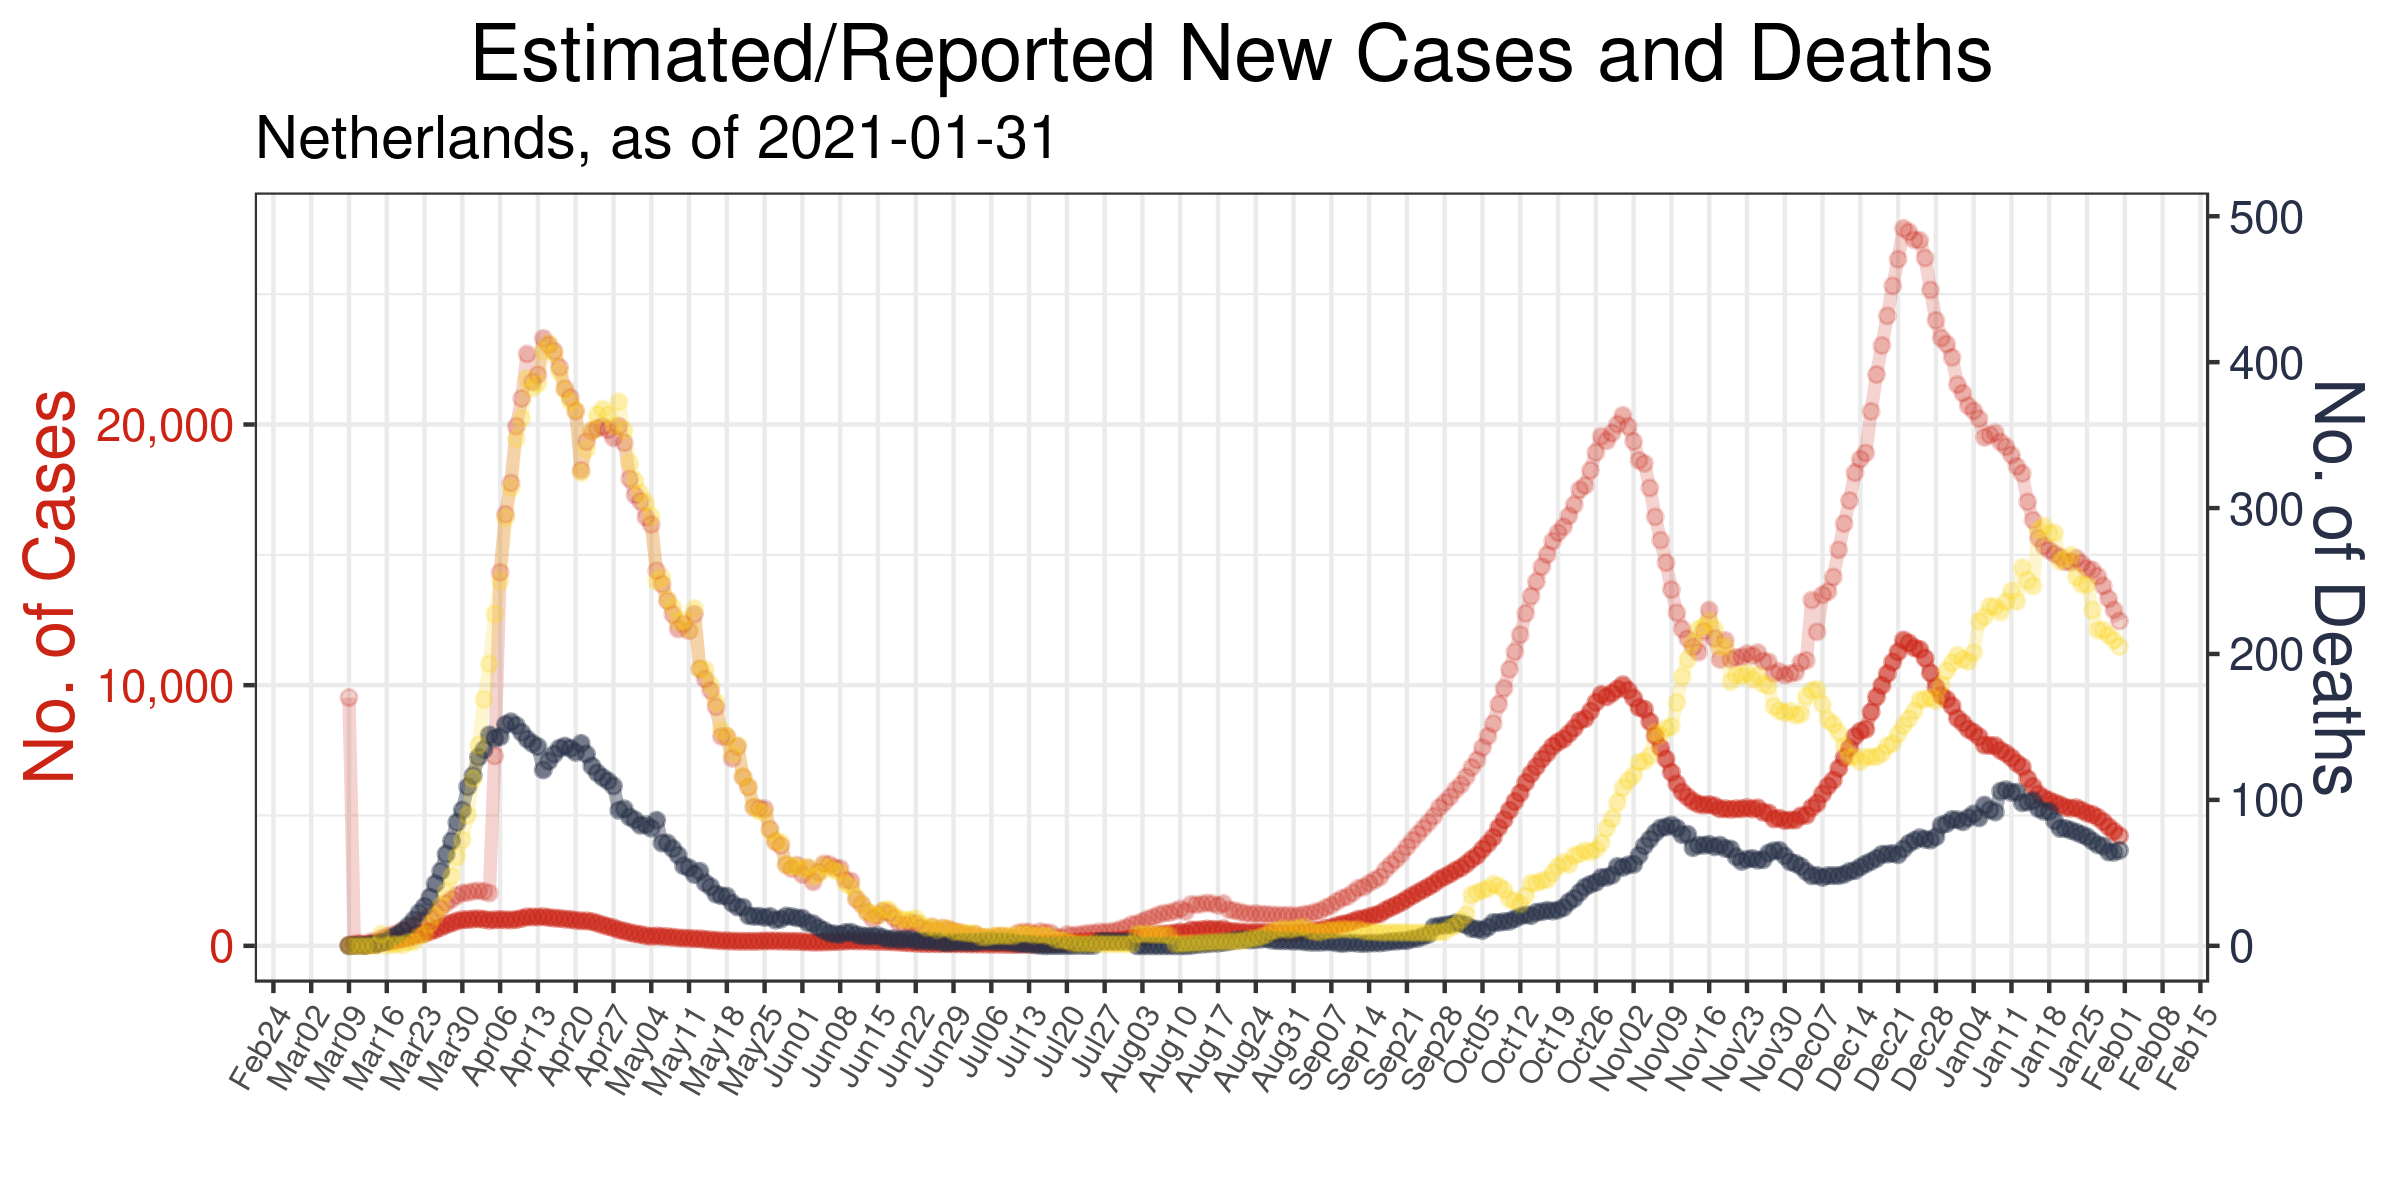 Estimated/Reported New Cases and Deaths
Netherlands, as of 2021-01-31
No. of Cases
20,000
10,000
0
500
400
300
200
100
0
No. of Deaths
Feb24
Mar02
Mar09
Mar16
Mar23
Mar30
Apr06
Apr13
Apr20
Apr27
May04
May11
May18
May25
Jun01
Jun08
Jun15
Jun22
Jun29
Jul06
Jul13
Jul20
Jul27
Aug03
Aug10
Aug17
Aug24
Aug31
Sep07
Sep14
Sep21
Sep28
Oct05
Oct12
Oct19
Oct26
Nov02
Nov09
Nov16
Nov23
Nov30
Dec07
Dec14
Dec21
Dec28
Jan04
Jan11
Jan18
Jan25
Feb01
Feb08
Feb15